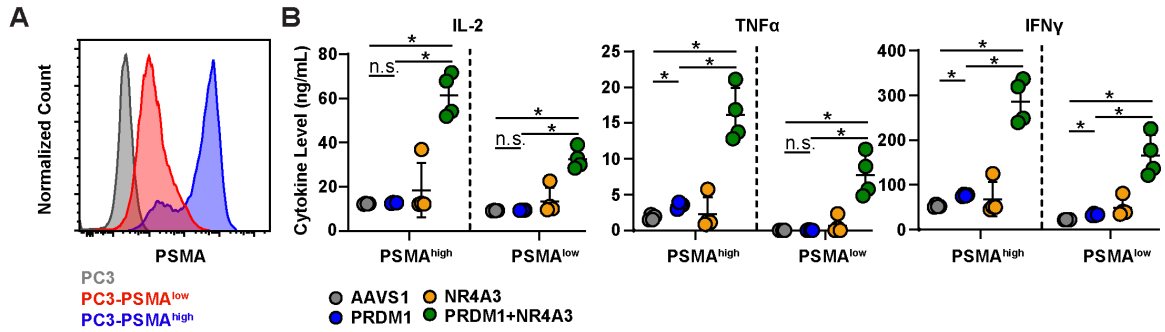 A
Normalized Count
PSMA
PC3
PC3-PSMAlow
PC3-PSMAhigh
B
Cytokine Level (ng/mL)
IL-2
80
60
40
20
0
*
*
n.s.
*
*
n.s.
PSMAhigh
PSMAlow
TNFα
25
20
15
10
5
0
*
*
*
*
*
n.s.
PSMAhigh
PSMAlow
IFNγ
400
300
200
100
0
*
*
*
*
*
*
PSMAhigh
PSMAlow
AAVS1
NR4A3
PRDM1
PRDM1+NR4A3